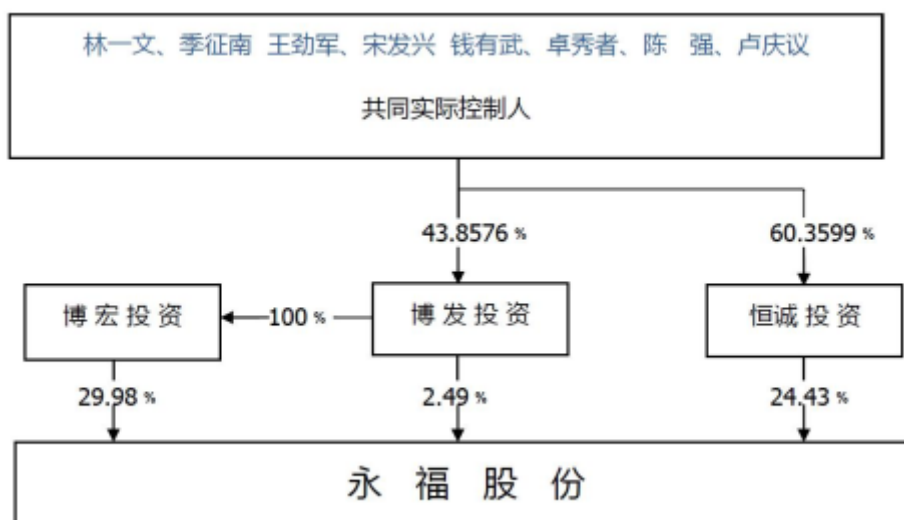 林一文、季征南 王劲军、宋发兴 钱有武、卓秀者、陈 强、卢庆议
共同实际控制人
43.8576 %
60.3599 %
博宏投资
100 %
博发投资
恒诚投资
29.98 %
2.49 %
24.43 %
永福股份